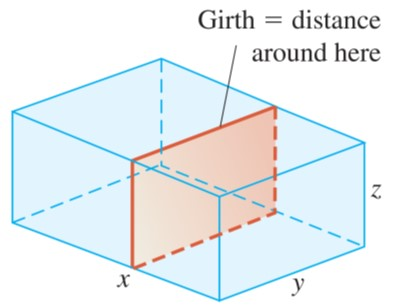 Girth = distance
around here
z
x
y